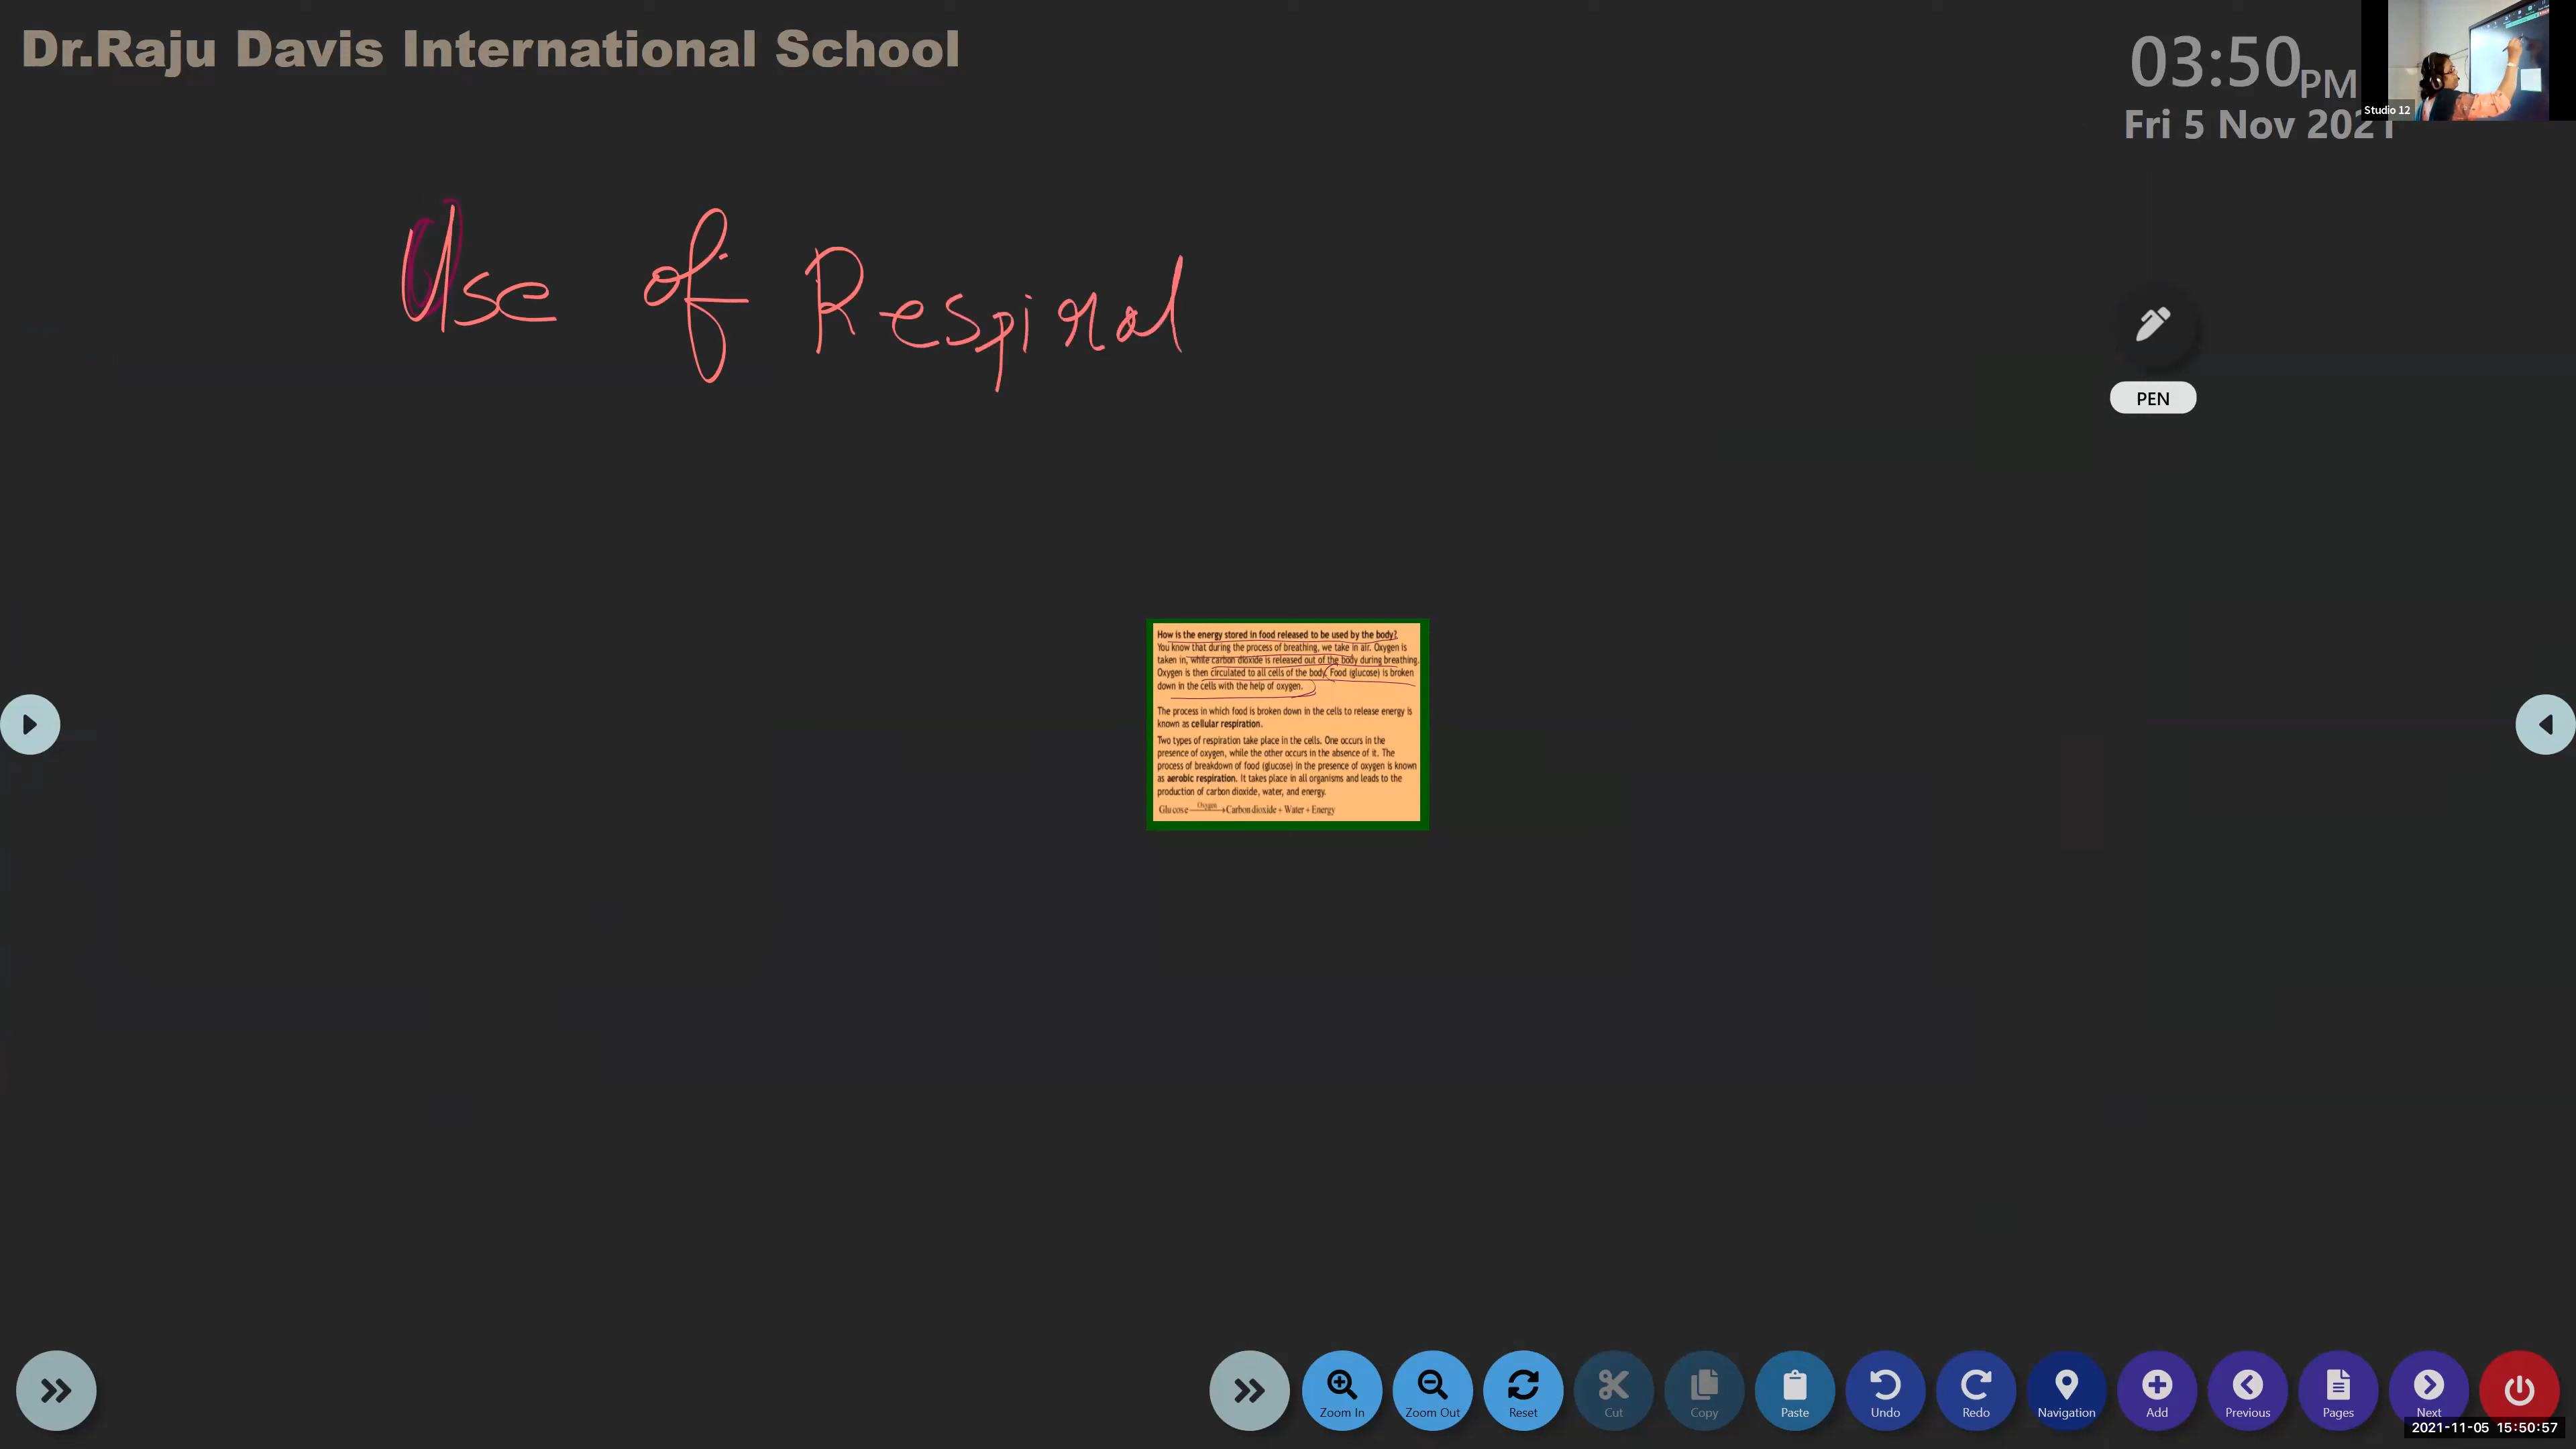 Dr.Raju Davis International School
03:50 PM
Fri 5 Nov 2021
Studio 12
Use of Respiral
PEN
How is the energy stored in food released to be used by the body?
You know that during the process of breathing, we take in air. Oxygen is
taken in, while carbon dioxide is released out of the body during breathing.
Oxygen is then circulated to all cells of the body. Food (glucose) is broken
down in the cells with the help of oxygen.
The process in which food is broken down in the cells to release energy is
known as cellular respiration.
Two types of respiration take place in the cells. One occurs in the
presence of oxygen, while the other occurs in the absence of it. The
process of breakdown of food (glucose) in the presence of oxygen is known
as aerobic respiration. It takes place in all organisms and leads to the
production of carbon dioxide, water, and energy.
Glucose Oxygen → Carbon dioxide + Water + Energy
Zoom In Zoom Out Reset Cut Copy Paste Undo Redo Navigation Add Previous Pages Next
2021-11-05 15:50:57